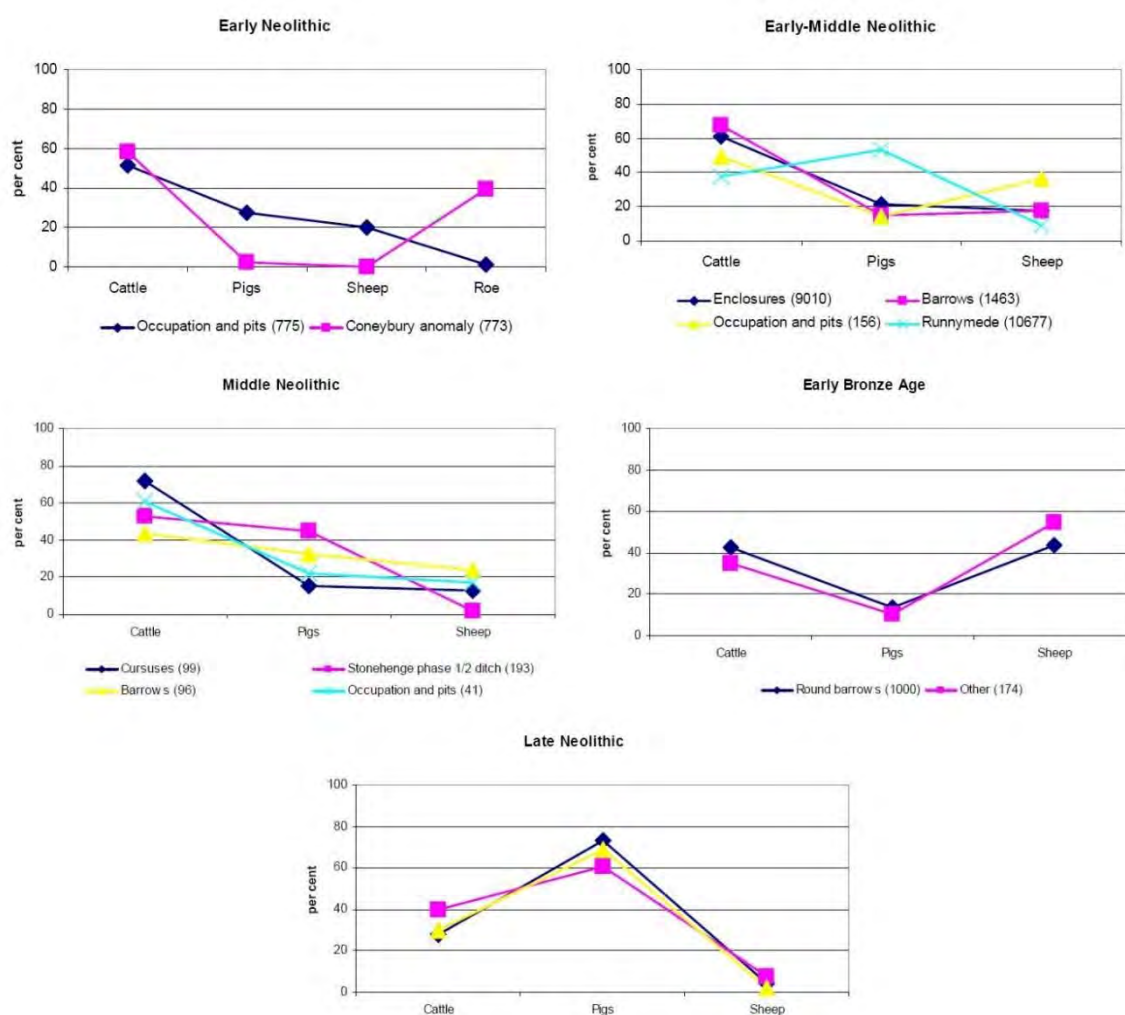 Early Neolithic
100
80
60
40
20
0
per cent
Cattle Pigs Sheep Roe
Occupation and pits (775) Coneybury anomaly (773)
Early-Middle Neolithic
100
80
60
40
20
0
per cent
Cattle Pigs Sheep
Enclosures (9010) Barrows (1463)
Occupation and pits (156) Runnymede (10677)
Middle Neolithic
100
80
60
40
20
0
per cent
Cattle Pigs Sheep
Cursuses (99) Stonehenge phase 1/2 ditch (193)
Barrows (96) Occupation and pits (41)
Early Bronze Age
100
80
60
40
20
0
per cent
Cattle Pigs Sheep
Round barrows (1000) Other (174)
Late Neolithic
100
80
60
40
20
0
per cent
Cattle Pigs Sheep